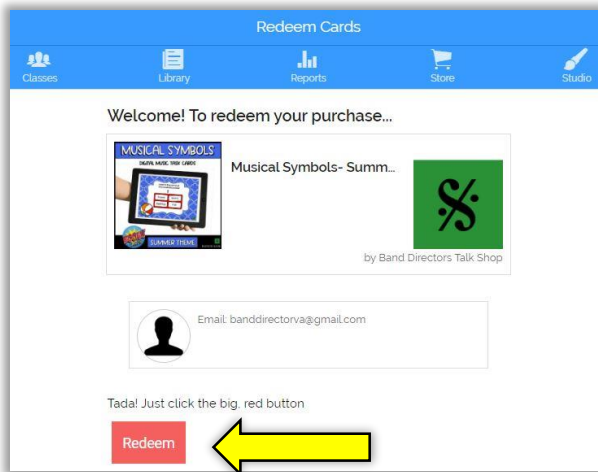 Redeem Cards
Classes
Library
Reports
Store
Studio
Welcome! To redeem your purchase...
MUSICAL SYMBOLS
DIGITAL MUSIC TASK CARDS
SUMMER THEME
Musical Symbols- Summ...
by Band Directors Talk Shop
Email: banddirectorva@gmail.com
Tada! Just click the big, red button
Redeem